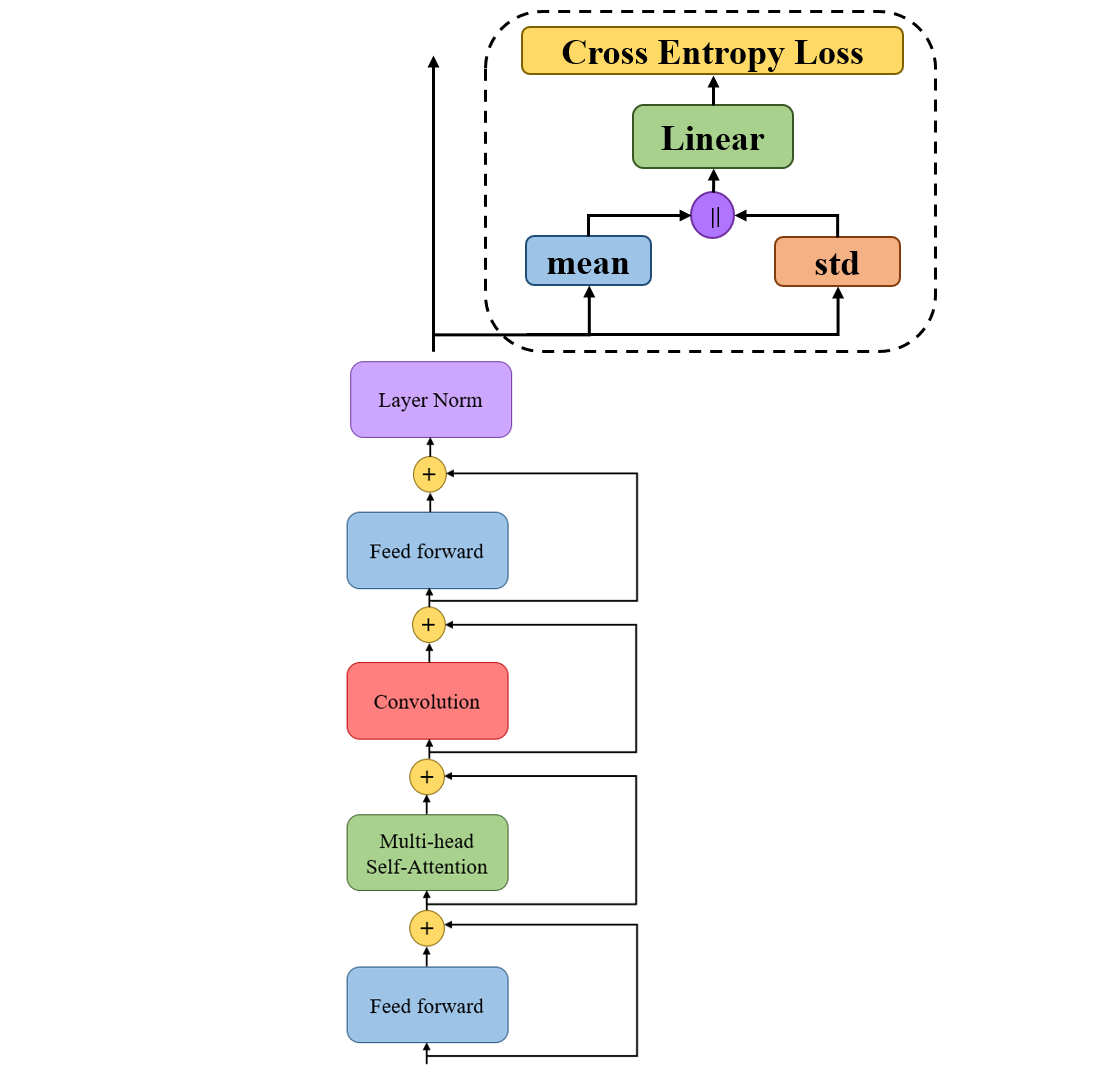 Cross Entropy Loss
Linear
||
mean
std
Layer Norm
+
Feed forward
+
Convolution
+
Multi-head
Self-Attention
+
Feed forward